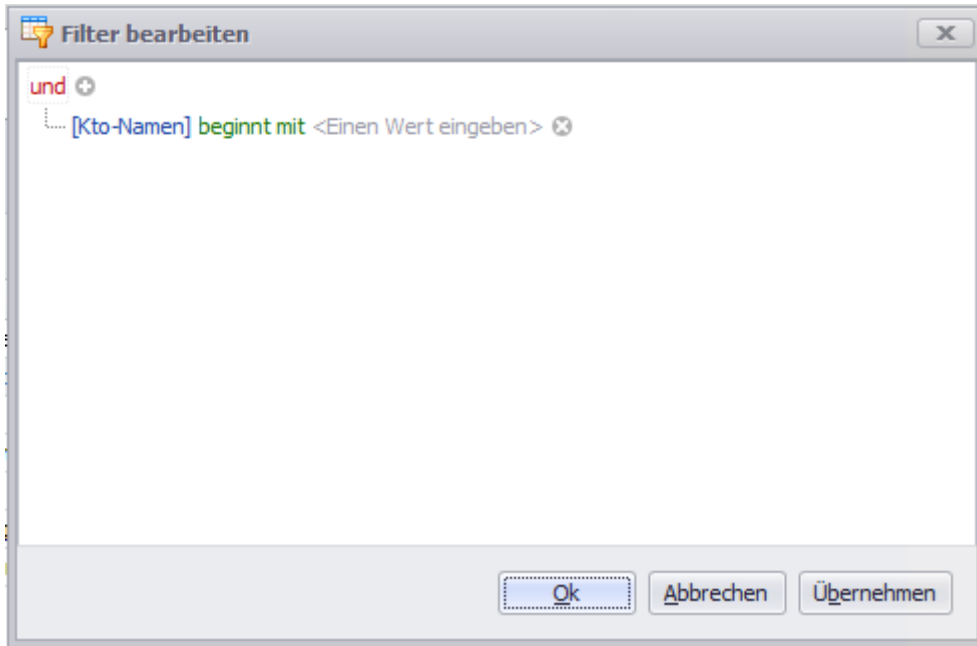 Filter bearbeiten
und
[Kto-Namen] beginnt mit <Einen Wert eingeben>
Ok Abbrechen Übernehmen